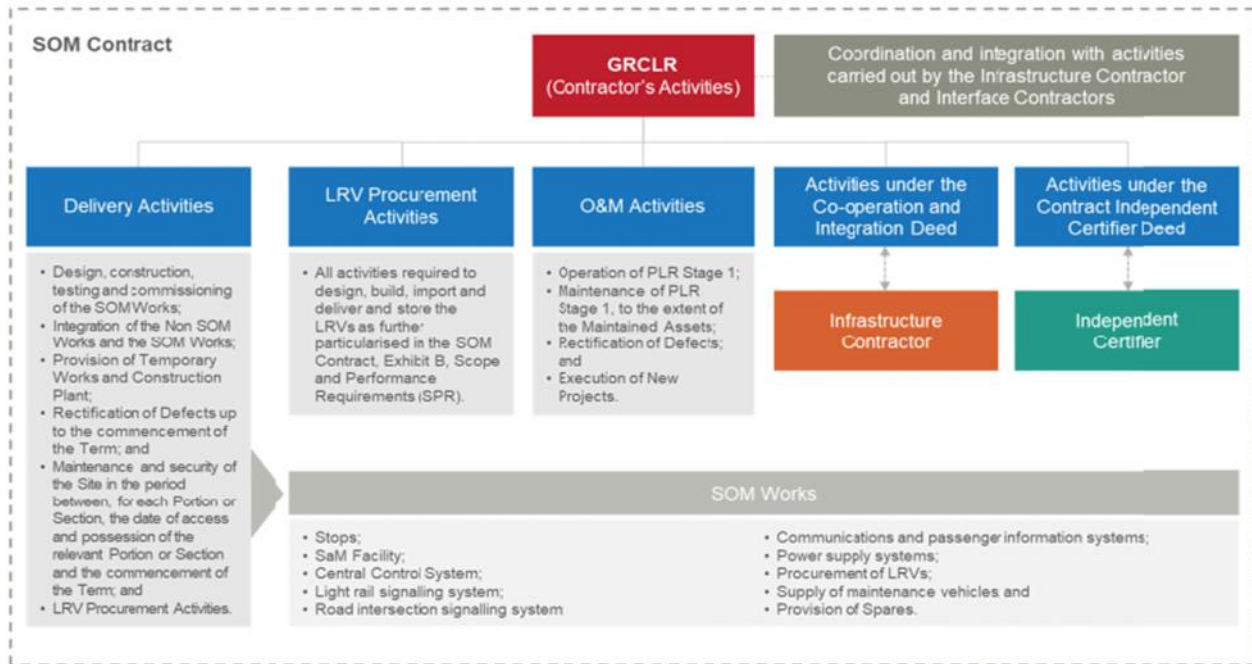 SOM Contract
GRCLR
(Contractor's Activities)
Coordination and integration with activities
carried out by the Infrastructure Contractor
and Interface Contractors
Delivery Activities
LRV Procurement
Activities
O&M Activities
Activities under the
Co-operation and
Integration Deed
Activities under the
Contract Independent
Certifier Deed
• Design, construction,
testing and commissioning
of the SOM Works;
• Integration of the Non SOM
Works and the SOM Works;
• Provision of Temporary
Works and Construction
Plant;
• Rectification of Defects up
to the commencement of
the Term; and
• Maintenance and security of
the Site in the period
between, for each Portion or
Section, the date of access
and possession of the
relevant Portion or Section
and the commencement of
the Term; and
• LRV Procurement Activities.
• All activities required to
design, build, import and
deliver and store the
LRVs as further
particularised in the SOM
Contract, Exhibit B, Scope
and Performance
Requirements (SPR).
• Operation of PLR Stage 1;
• Maintenance of PLR
Stage 1, to the extent of
the Maintained Assets;
• Rectification of Defects;
and
• Execution of New
Projects.
Infrastructure
Contractor
Independent
Certifier
SOM Works
• Stops;
• SaM Facility;
• Central Control System;
• Light rail signalling system;
• Road intersection signalling system
• Communications and passenger information systems;
• Power supply systems;
• Procurement of LRVs;
• Supply of maintenance vehicles; and
• Provision of Spares.